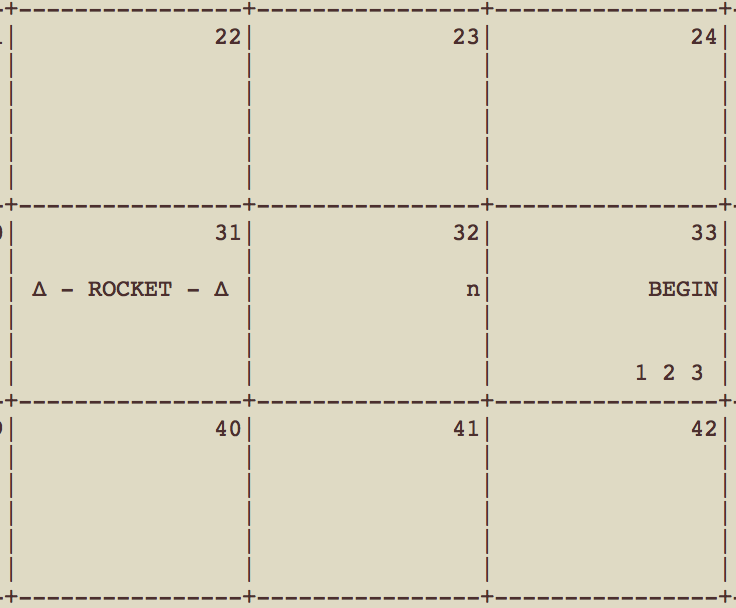 22 23 24
31 32 33
Δ - ROCKET - Δ n BEGIN
1 2 3
40 41 42